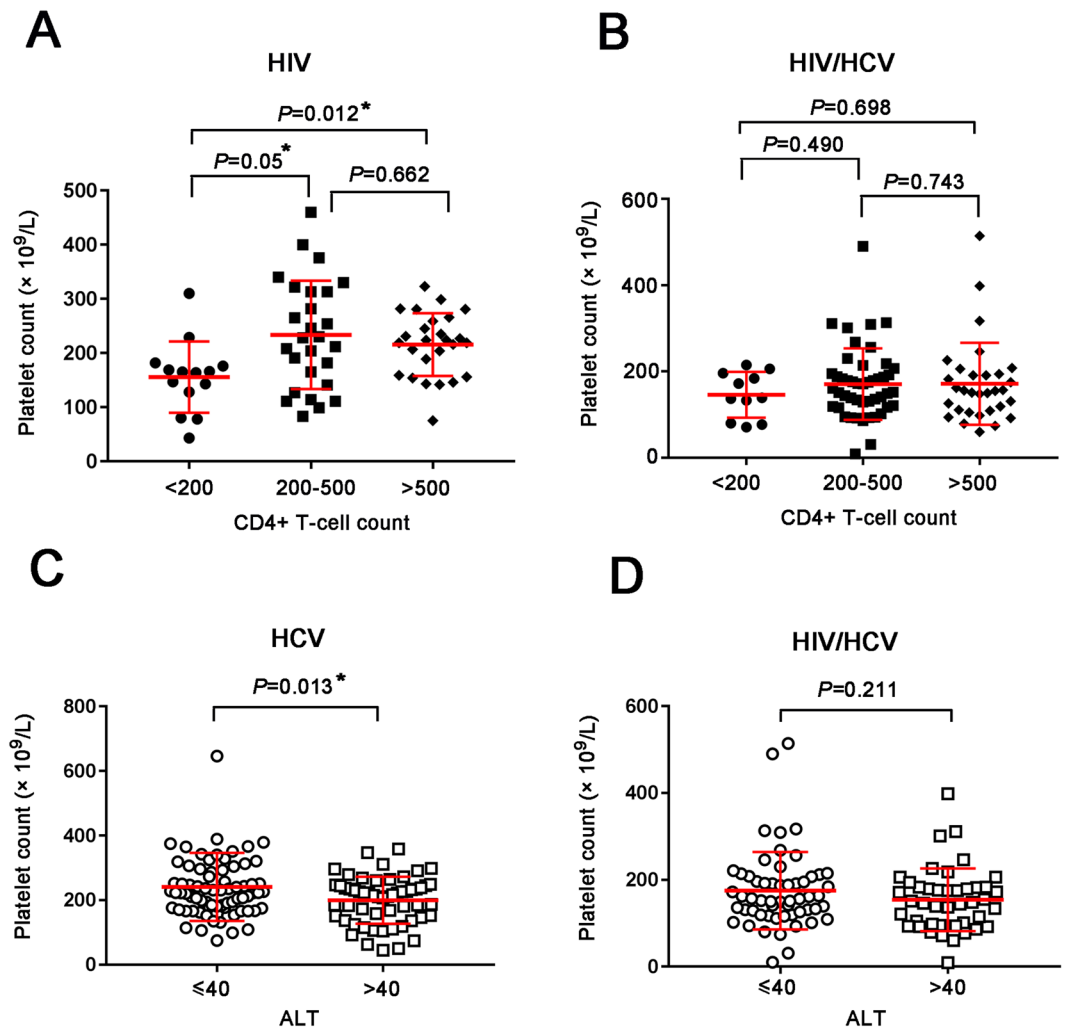 A
HIV
P=0.012*
P=0.05*
P=0.662
Platelet count (× 10⁹/L)
500
400
300
200
100
0
<200
200-500
>500
CD4+ T-cell count
B
HIV/HCV
P=0.698
P=0.490
P=0.743
Platelet count (× 10⁹/L)
600
400
200
0
<200
200-500
>500
CD4+ T-cell count
C
HCV
P=0.013*
Platelet count (× 10⁹/L)
800
600
400
200
0
⩽40
>40
ALT
D
HIV/HCV
P=0.211
Platelet count (× 10⁹/L)
600
400
200
0
⩽40
>40
ALT